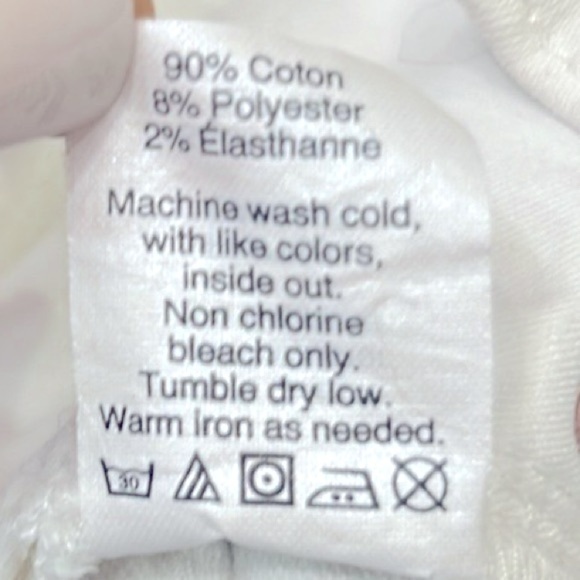 90% Coton
8% Polyester
2% Élasthanne
Machine wash cold,
with like colors,
inside out.
Non chlorine
bleach only.
Tumble dry low.
Warm Iron as needed.
30